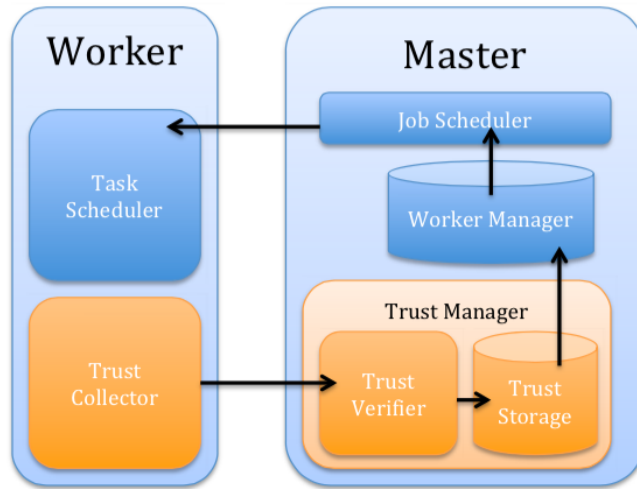 Worker
Master
Job Scheduler
Task
Scheduler
Worker Manager
Trust Manager
Trust
Collector
Trust
Verifier
Trust
Storage